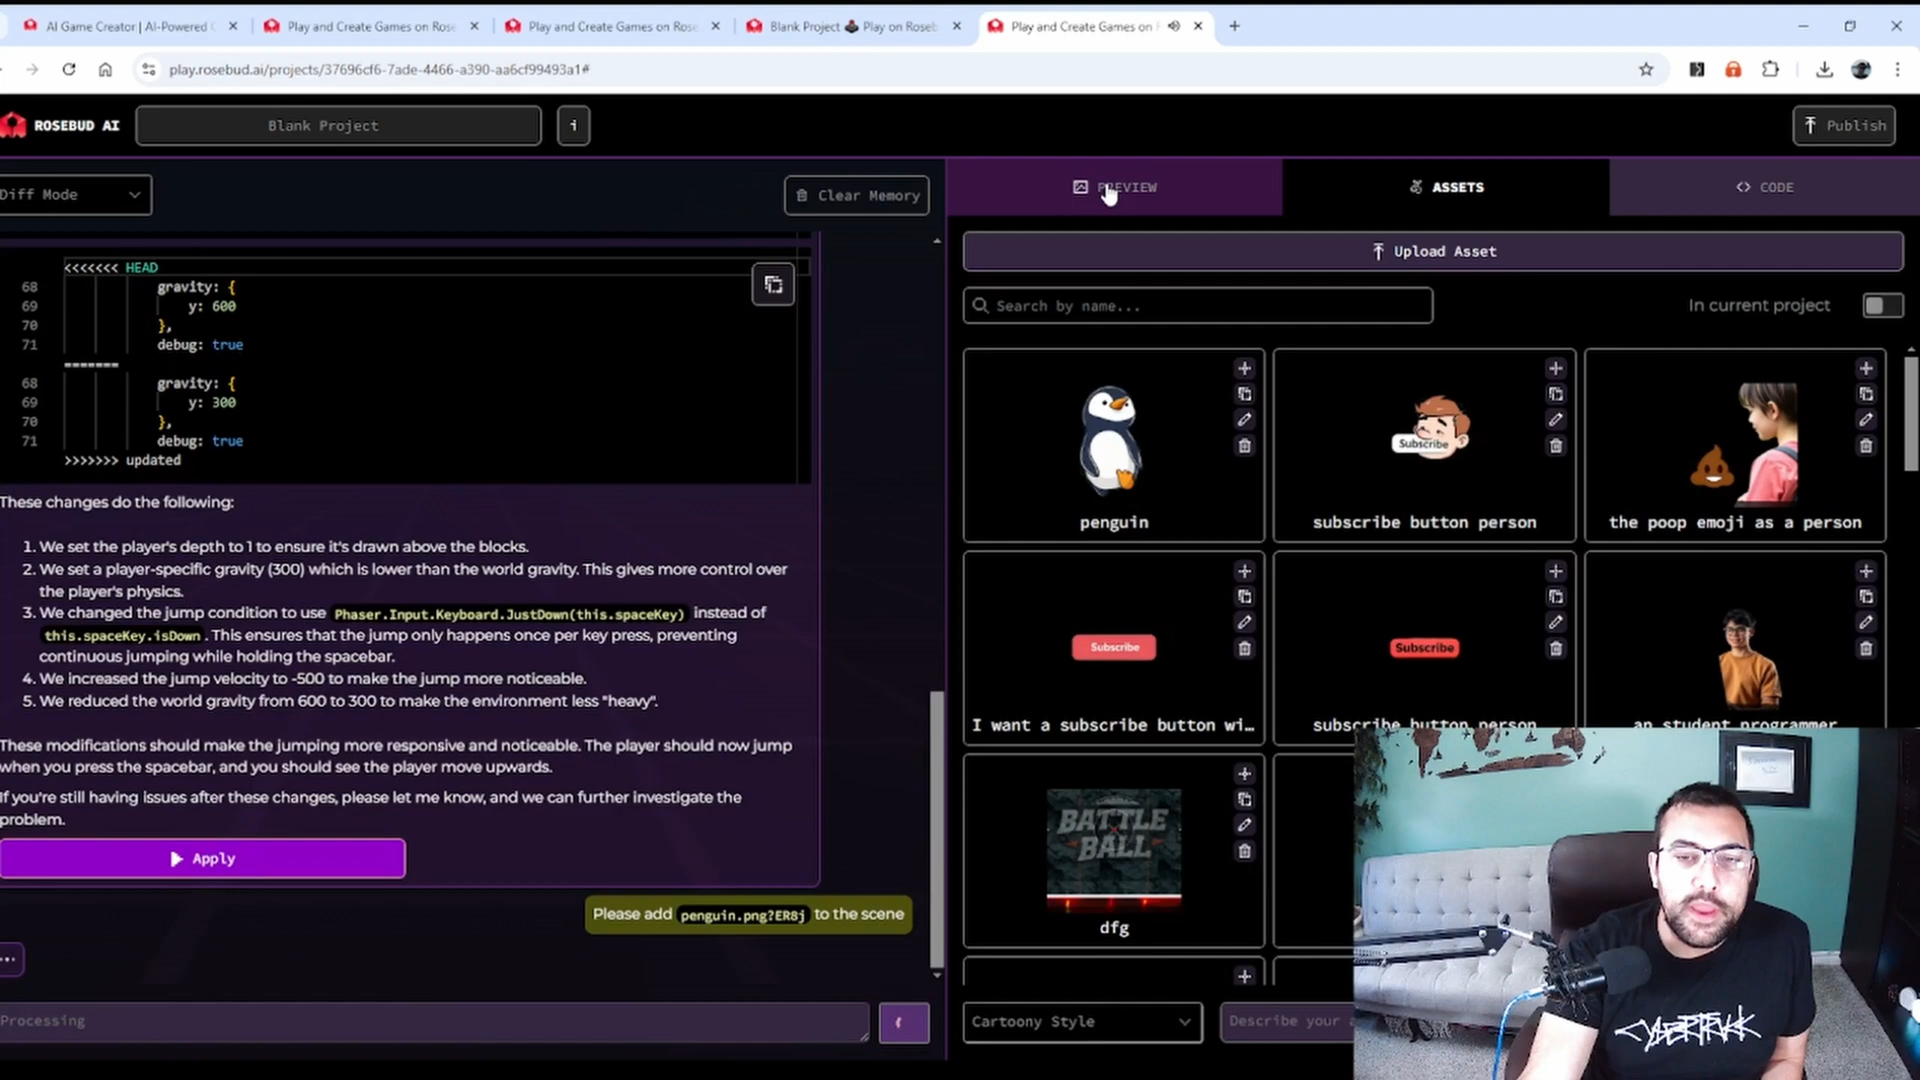 AI Game Creator | AI-Powered
Play and Create Games on Rose
Play and Create Games on Rose
Blank Project Play on Roseb
Play and Create Games on
play.rosebud.ai/projects/37696cf6-7ade-4466-a390-aa6cf99493a1#
ROSEBUD AI
Blank Project
i
Publish
Diff Mode
Clear Memory
PREVIEW
ASSETS
<> CODE
Upload Asset
Search by name...
In current project
<<<<<<< HEAD
68 gravity: {
69 y: 600
70 },
71 debug: true
=======
68 gravity: {
69 y: 300
70 },
71 debug: true
>>>>>>> updated
These changes do the following:
1. We set the player's depth to 1 to ensure it's drawn above the blocks.
2. We set a player-specific gravity (300) which is lower than the world gravity. This gives more control over
the player's physics.
3. We changed the jump condition to use Phaser.Input.Keyboard.JustDown(this.spaceKey) instead of
this.spaceKey.isDown. This ensures that the jump only happens once per key press, preventing
continuous jumping while holding the spacebar.
4. We increased the jump velocity to -500 to make the jump more noticeable.
5. We reduced the world gravity from 600 to 300 to make the environment less "heavy".
These modifications should make the jumping more responsive and noticeable. The player should now jump
when you press the spacebar, and you should see the player move upwards.
If you're still having issues after these changes, please let me know, and we can further investigate the
problem.
Apply
Please add penguin.png?ER8j to the scene
Processing
penguin
Subscribe
subscribe button person
the poop emoji as a person
Subscribe
I want a subscribe button wi...
Subscribe
subscribe button person
an student programmer
BATTLE
BALL
dfg
Cartoony Style
Describe your a
CYBERTRUCK